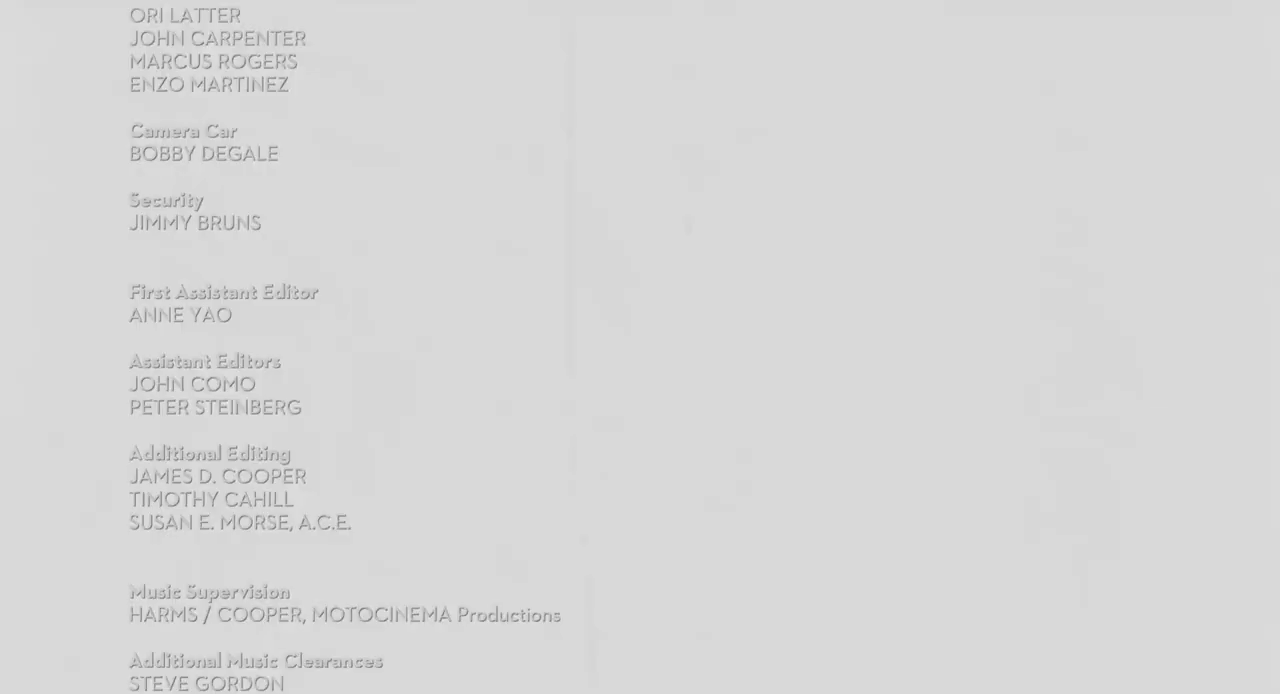 ORI LATTER
JOHN CARPENTER
MARCUS ROGERS
ENZO MARTINEZ
Camera Car
BOBBY DEGALE
Security
JIMMY BRUNS
First Assistant Editor
ANNE YAO
Assistant Editors
JOHN COMO
PETER STEINBERG
Additional Editing
JAMES D. COOPER
TIMOTHY CAHILL
SUSAN E. MORSE, A.C.E.
Music Supervision
HARMS / COOPER, MOTOCINEMA Productions
Additional Music Clearances
STEVE GORDON